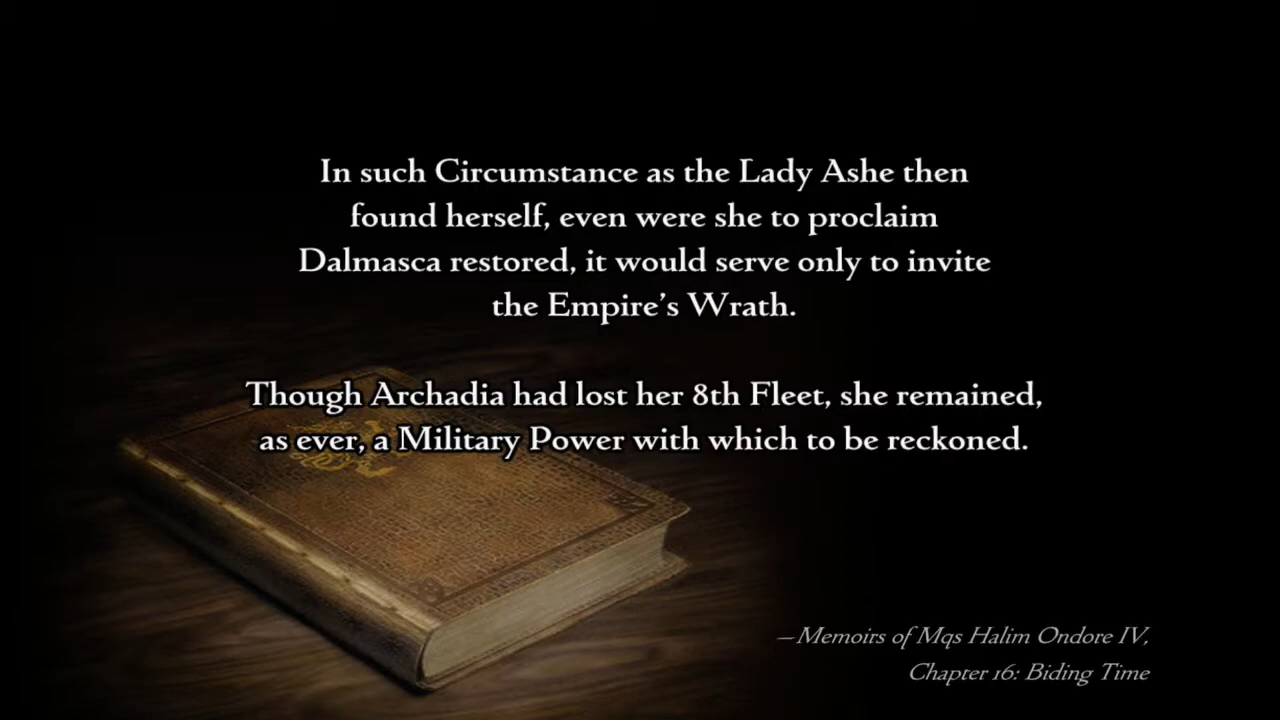 In such Circumstance as the Lady Ashe then
found herself, even were she to proclaim
Dalmasca restored, it would serve only to invite
the Empire's Wrath.
Though Archadia had lost her 8th Fleet, she remained,
as ever, a Military Power with which to be reckoned.
—Memoirs of Mqs Halim Ondore IV,
Chapter 16: Biding Time